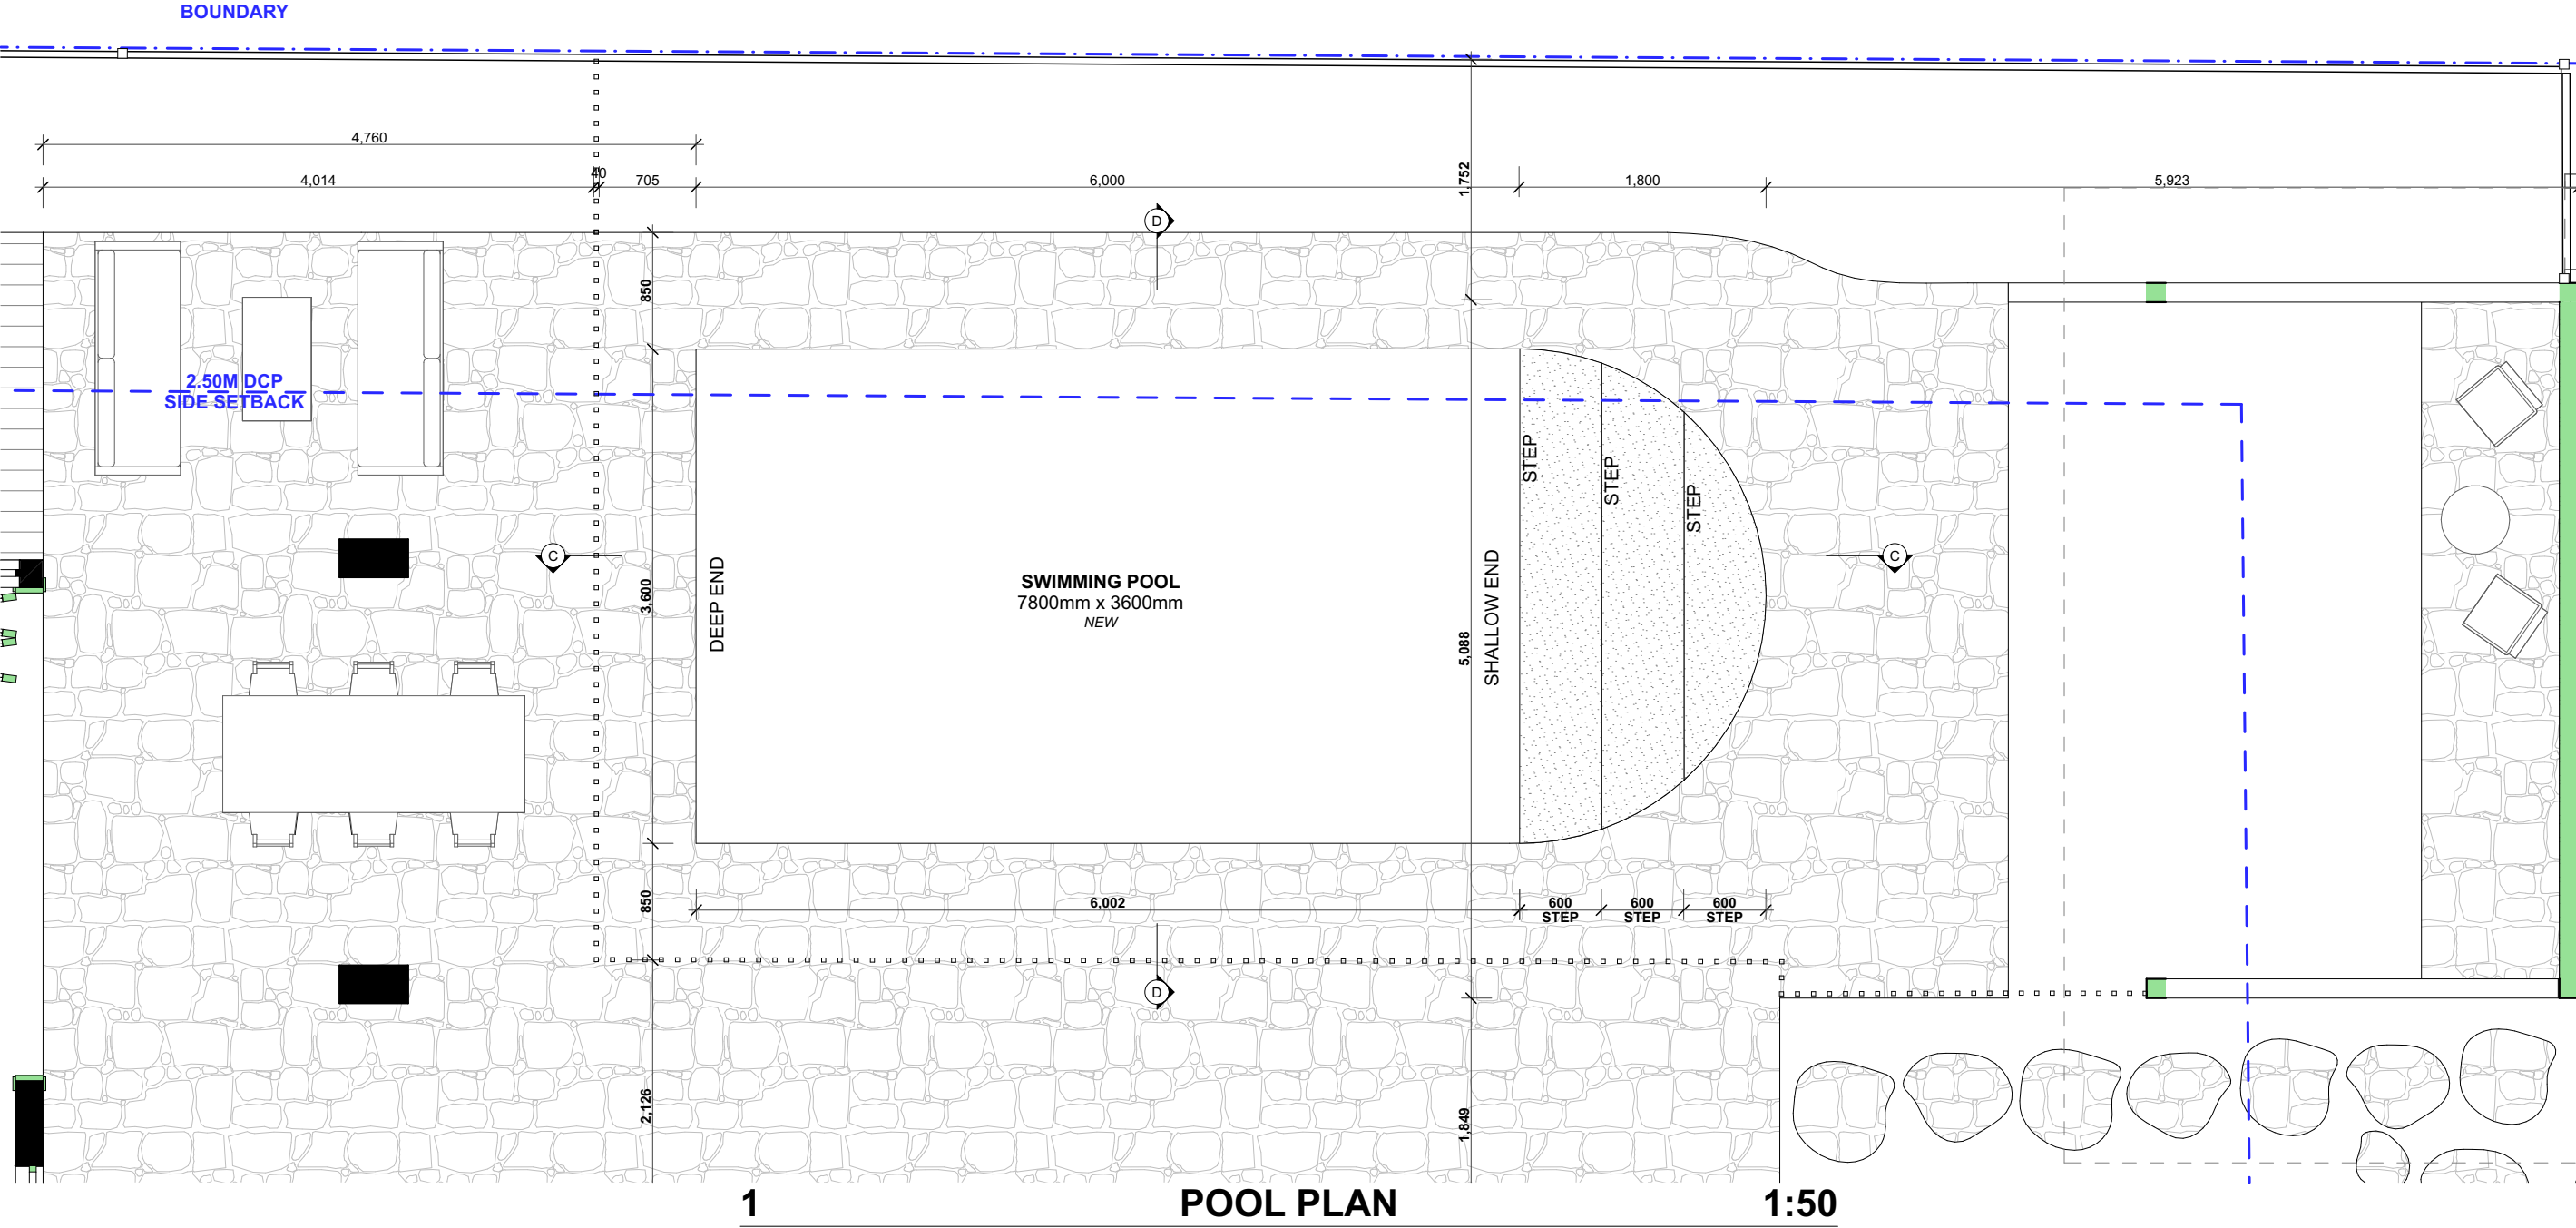 BOUNDARY
4,760
4,014
40
705
6,000
1,752
1,800
5,923
D
850
2.50M DCP
SIDE SETBACK
STEP
STEP
STEP
C
C
DEEP END
3,600
SWIMMING POOL
7800mm x 3600mm
NEW
5,088
SHALLOW END
850
6,002
600
STEP
600
STEP
600
STEP
D
2,126
1,849
1
POOL PLAN
1:50